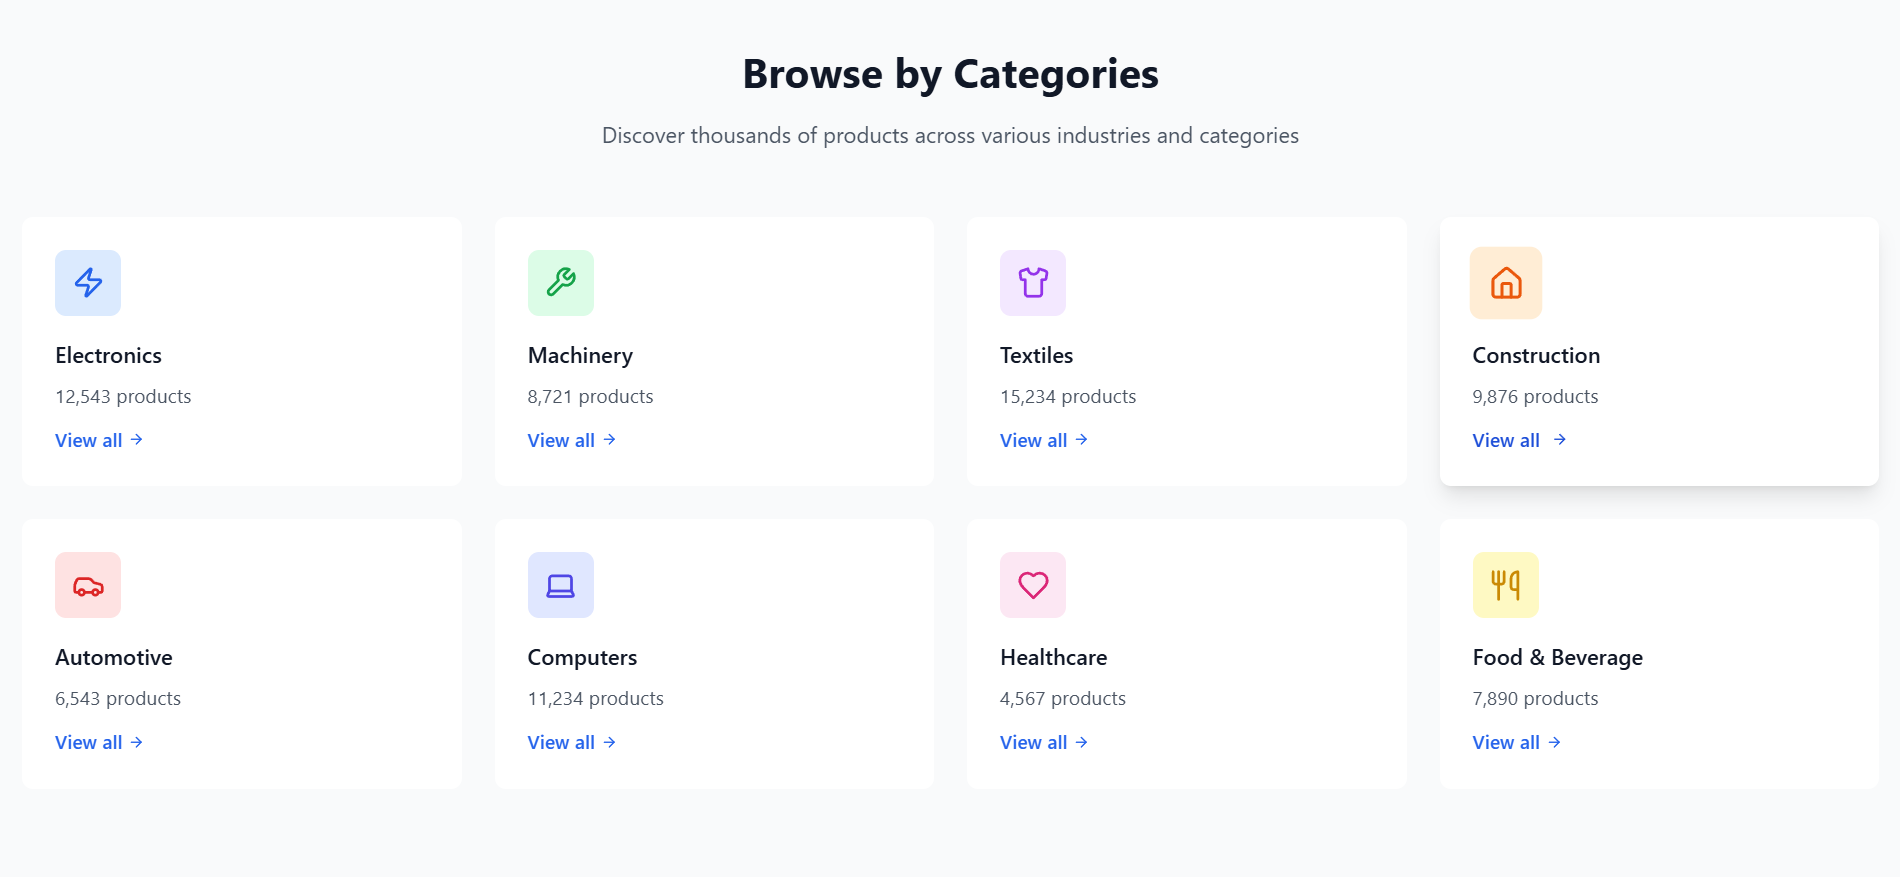 Browse by Categories
Discover thousands of products across various industries and categories
Electronics
12,543 products
View all →
Machinery
8,721 products
View all →
Textiles
15,234 products
View all →
Construction
9,876 products
View all →
Automotive
6,543 products
View all →
Computers
11,234 products
View all →
Healthcare
4,567 products
View all →
Food & Beverage
7,890 products
View all →